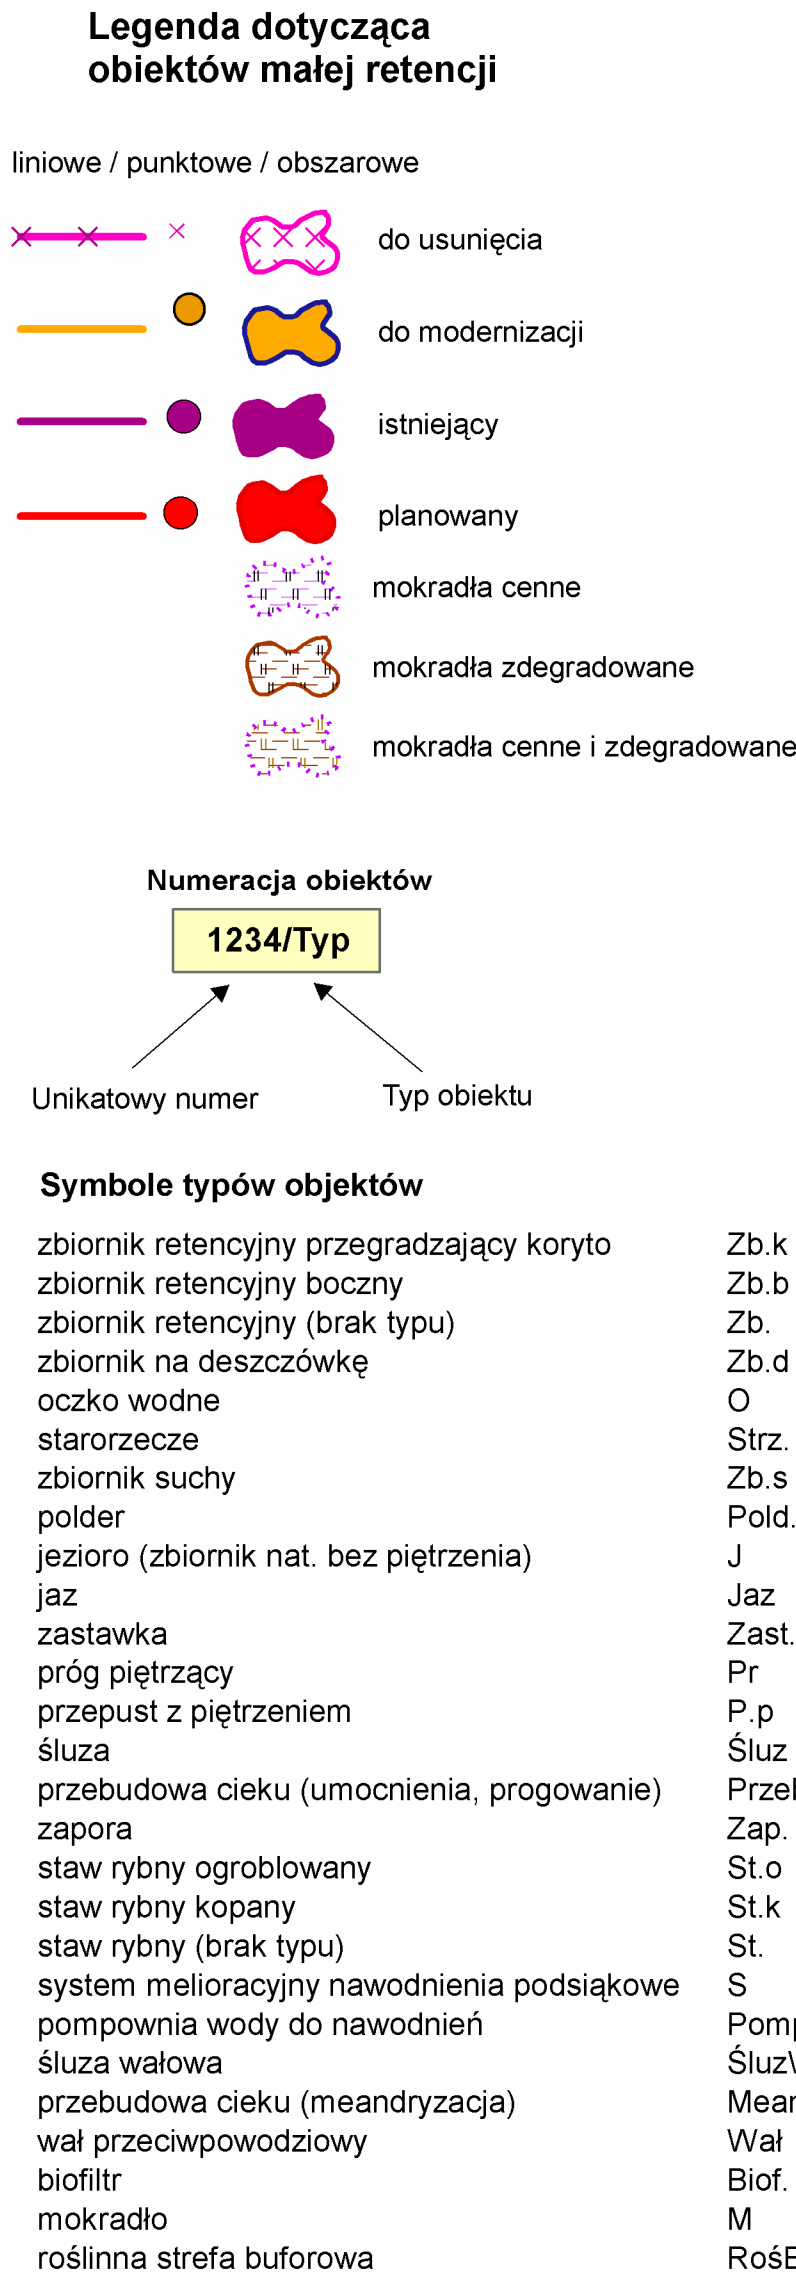 Legenda dotycząca
obiektów małej retencji
liniowe / punktowe / obszarowe
do usunięcia
do modernizacji
istniejący
planowany
mokradła cenne
mokradła zdegradowane
mokradła cenne i zdegradowane
Numeracja obiektów
1234/Typ
Unikatowy numer Typ obiektu
Symbole typów objektów
zbiornik retencyjny przegradzający koryto Zb.k
zbiornik retencyjny boczny Zb.b
zbiornik retencyjny (brak typu) Zb.
zbiornik na deszczówkę Zb.d
oczko wodne O
starorzecze Strz.
zbiornik suchy Zb.s
polder Pold.
jezioro (zbiornik nat. bez piętrzenia) J
jaz Jaz
zastawka Zast.
próg piętrzący Pr
przepust z piętrzeniem P.p
śluza Śluz
przebudowa cieku (umocnienia, progowanie)
zapora Zap.
staw rybny ogroblowany St.o
staw rybny kopany St.k
staw rybny (brak typu) St.
system melioracyjny nawodnienia podsiąkowe S
pompownia wody do nawodnień
śluza wałowa
przebudowa cieku (meandryzacja)
wał przeciwpowodziowy Wał
biofiltr Biof.
mokradło M
roślinna strefa buforowa